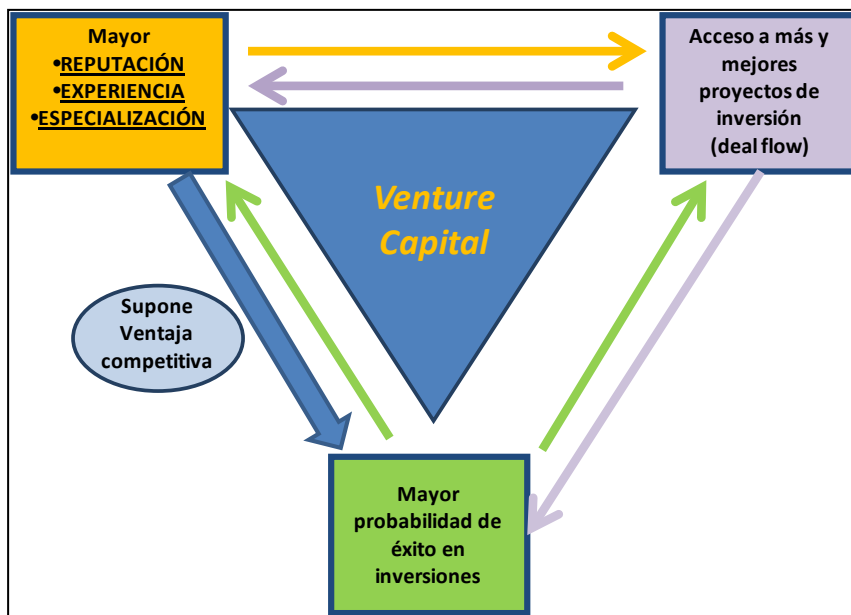 Mayor
•REPUTACIÓN
•EXPERIENCIA
•ESPECIALIZACIÓN
Acceso a más y
mejores
proyectos de
inversión
(deal flow)
Venture
Capital
Supone
Ventaja
competitiva
Mayor
probabilidad de
éxito en
inversiones